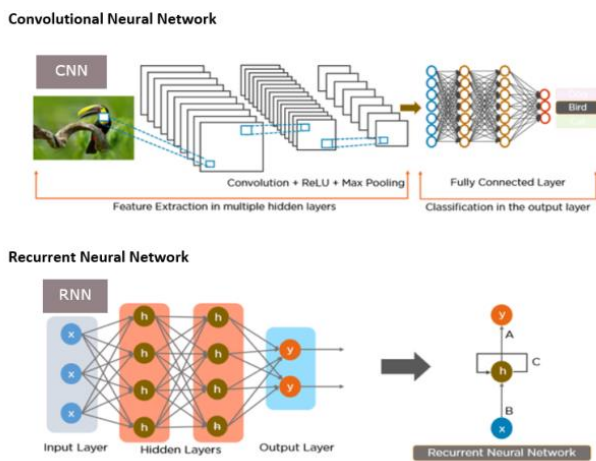 Convolutional Neural Network
CNN
Bird
Convolution + ReLU + Max Pooling
Fully Connected Layer
Feature Extraction in multiple hidden layers
Classification in the output layer
Recurrent Neural Network
RNN
x
x
x
h
h
h
h
h
h
h
h
y
y
y
A
h
C
B
x
Input Layer
Hidden Layers
Output Layer
Recurrent Neural Network